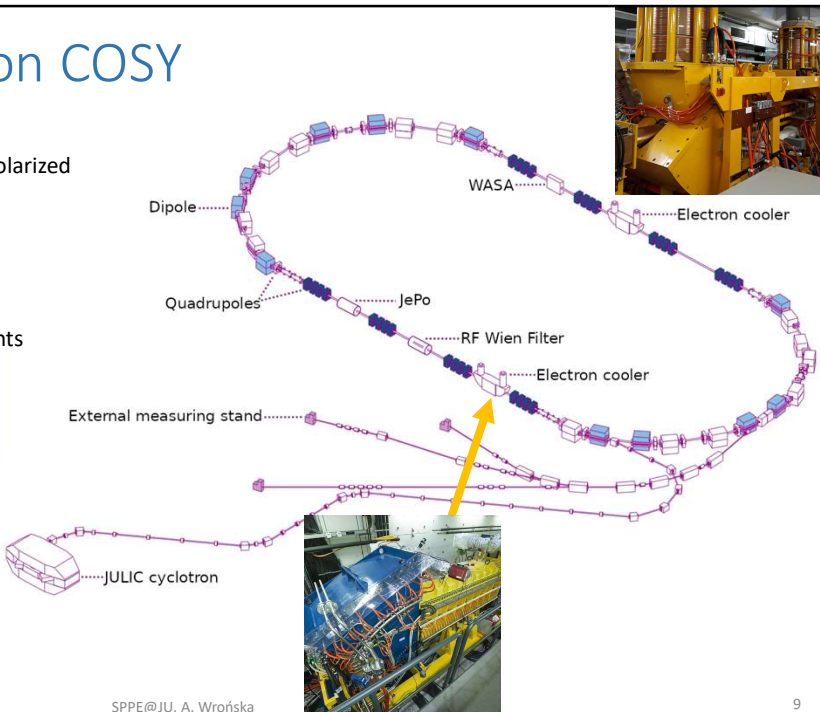 on COSY
olarized
WASA
Dipole
Electron cooler
Quadrupoles
JePo
nts
RF Wien Filter
Electron cooler
External measuring stand
JULIC cyclotron
SPPE@JU, A. Wrońska
9